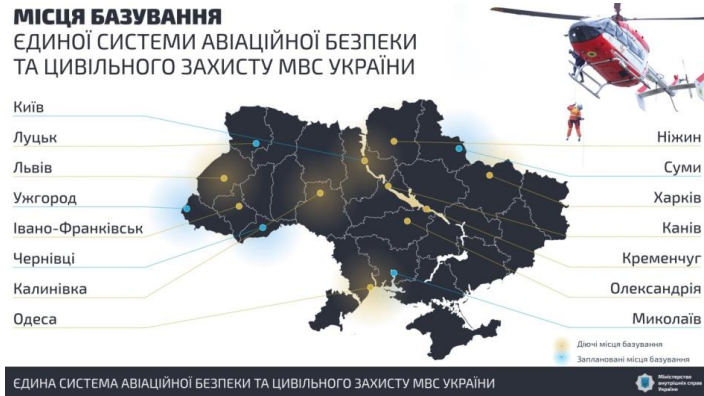 МІСЦЯ БАЗУВАННЯ
ЄДИНОЇ СИСТЕМИ АВІАЦІЙНОЇ БЕЗПЕКИ
ТА ЦИВІЛЬНОГО ЗАХИСТУ МВС УКРАЇНИ
Київ
Луцьк
Львів
Ужгород
Івано-Франківськ
Чернівці
Калинівка
Одеса
Ніжин
Суми
Харків
Канів
Кременчуг
Олександрія
Миколаїв
Діючі місця базування
Заплановані місця базування
ЄДИНА СИСТЕМА АВІАЦІЙНОЇ БЕЗПЕКИ ТА ЦИВІЛЬНОГО ЗАХИСТУ МВС УКРАЇНИ
Міністерство
внутрішніх справ
України